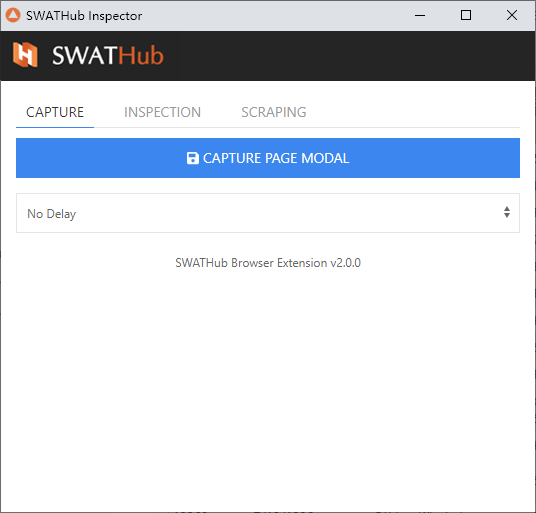 SWATHub Inspector
SWATHub
CAPTURE INSPECTION SCRAPING
CAPTURE PAGE MODAL
No Delay
SWATHub Browser Extension v2.0.0